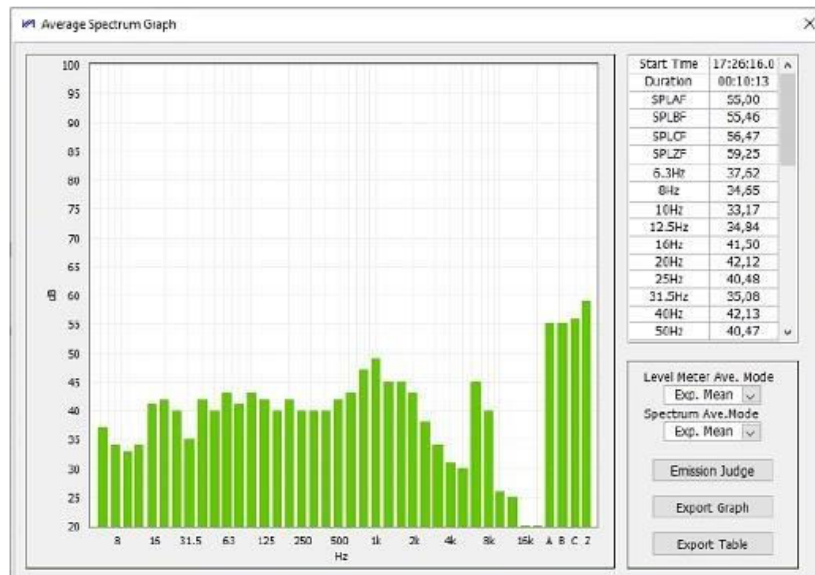 Average Spectrum Graph
100
95
90
85
80
75
70
65
60
55
50
45
40
35
30
25
20
dB
8 16 31.5 63 125 250 500 1k 2k 4k 8k 16k A B C Z
Hz
Start Time 17:26:16.0
Duration 00:10:13
SPLAF 55,00
SPLBF 55,46
SPLCF 56,47
SPLZF 59,25
6.3Hz 37,62
8Hz 34,65
10Hz 33,17
12.5Hz 34,84
16Hz 41,50
20Hz 42,12
25Hz 40,48
31.5Hz 35,08
40Hz 42,13
50Hz 40,47
Level Meter Ave. Mode
Exp. Mean
Spectrum Ave.Mode
Exp. Mean
Emission Judge
Export Graph
Export Table